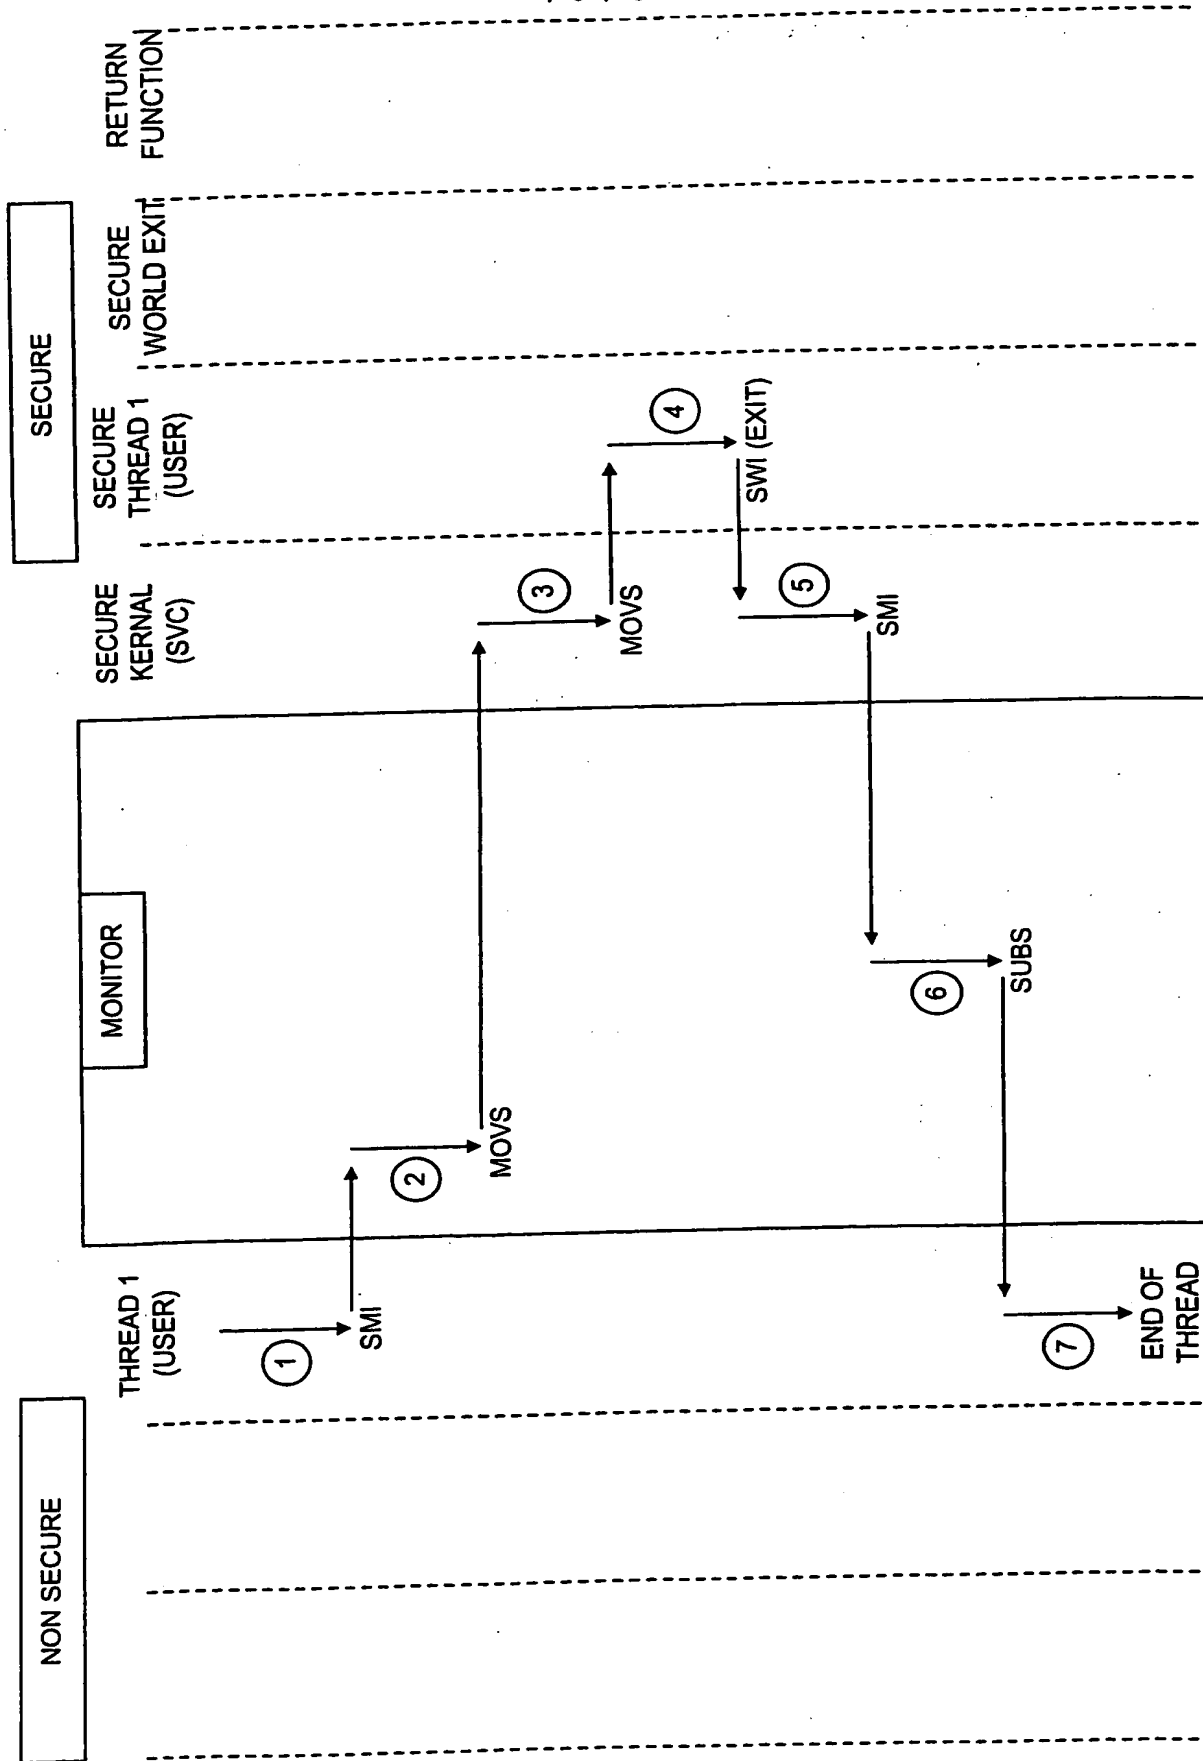 NON SECURE
MONITOR
SECURE
THREAD 1
(USER)
SECURE
KERNAL
(SVC)
SECURE
THREAD 1
(USER)
SECURE
WORLD EXIT
RETURN
FUNCTION
1
SMI
2
MOVS
3
MOVS
4
SWI (EXIT)
5
SMI
6
SUBS
7
END OF
THREAD